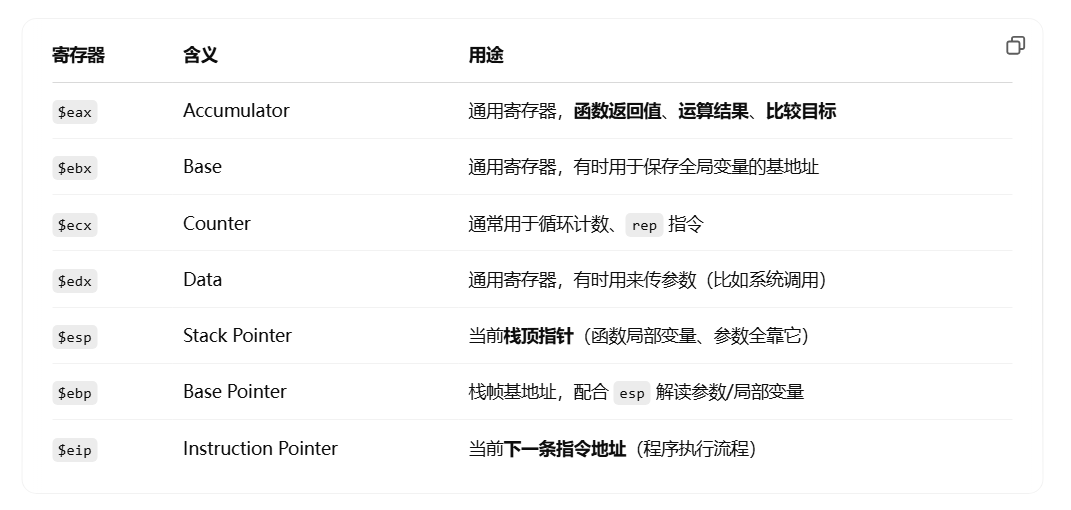 寄存器 含义 用途
$eax Accumulator 通用寄存器，函数返回值、运算结果、比较目标
$ebx Base 通用寄存器，有时用于保存全局变量的基地址
$ecx Counter 通常用于循环计数、rep 指令
$edx Data 通用寄存器，有时用来传参数（比如系统调用）
$esp Stack Pointer 当前栈顶指针（函数局部变量、参数全靠它）
$ebp Base Pointer 栈帧基地址，配合 esp 解读参数/局部变量
$eip Instruction Pointer 当前下一条指令地址（程序执行流程）